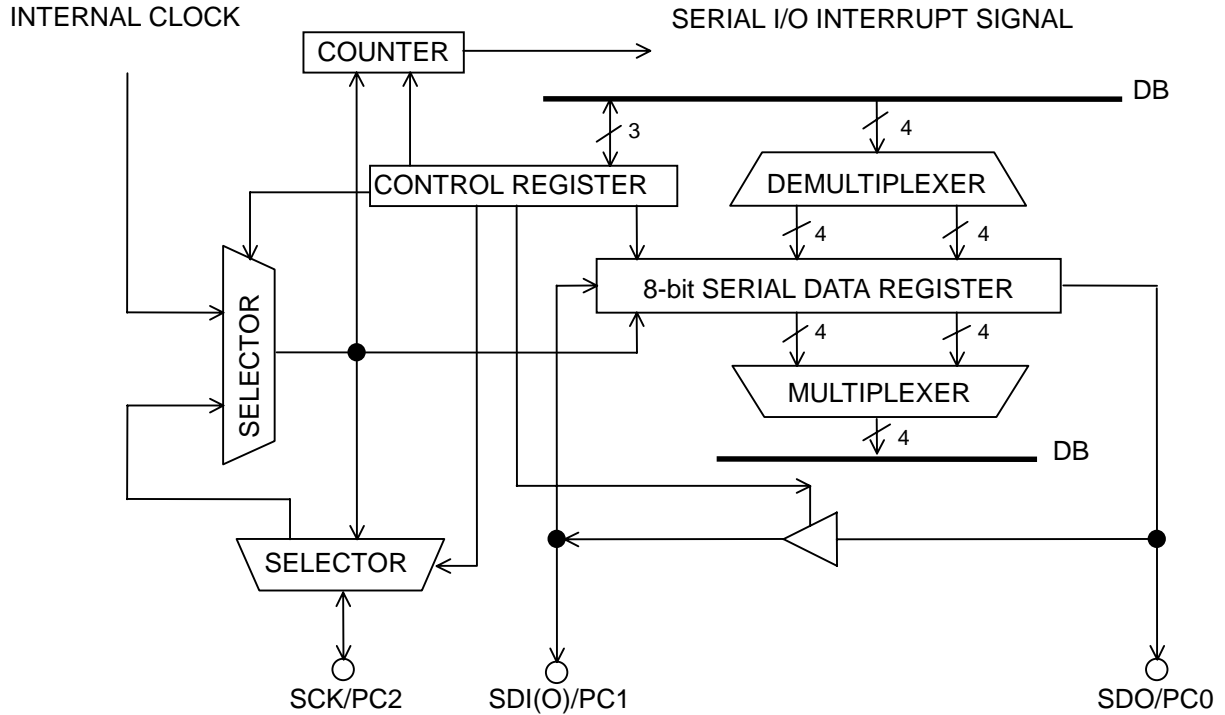 INTERNAL CLOCK
SERIAL I/O INTERRUPT SIGNAL
COUNTER
DB
3
4
CONTROL REGISTER
DEMULTIPLEXER
4
4
8-bit SERIAL DATA REGISTER
SELECTOR
4
4
MULTIPLEXER
4
DB
SELECTOR
SCK/PC2
SDI(O)/PC1
SDO/PC0